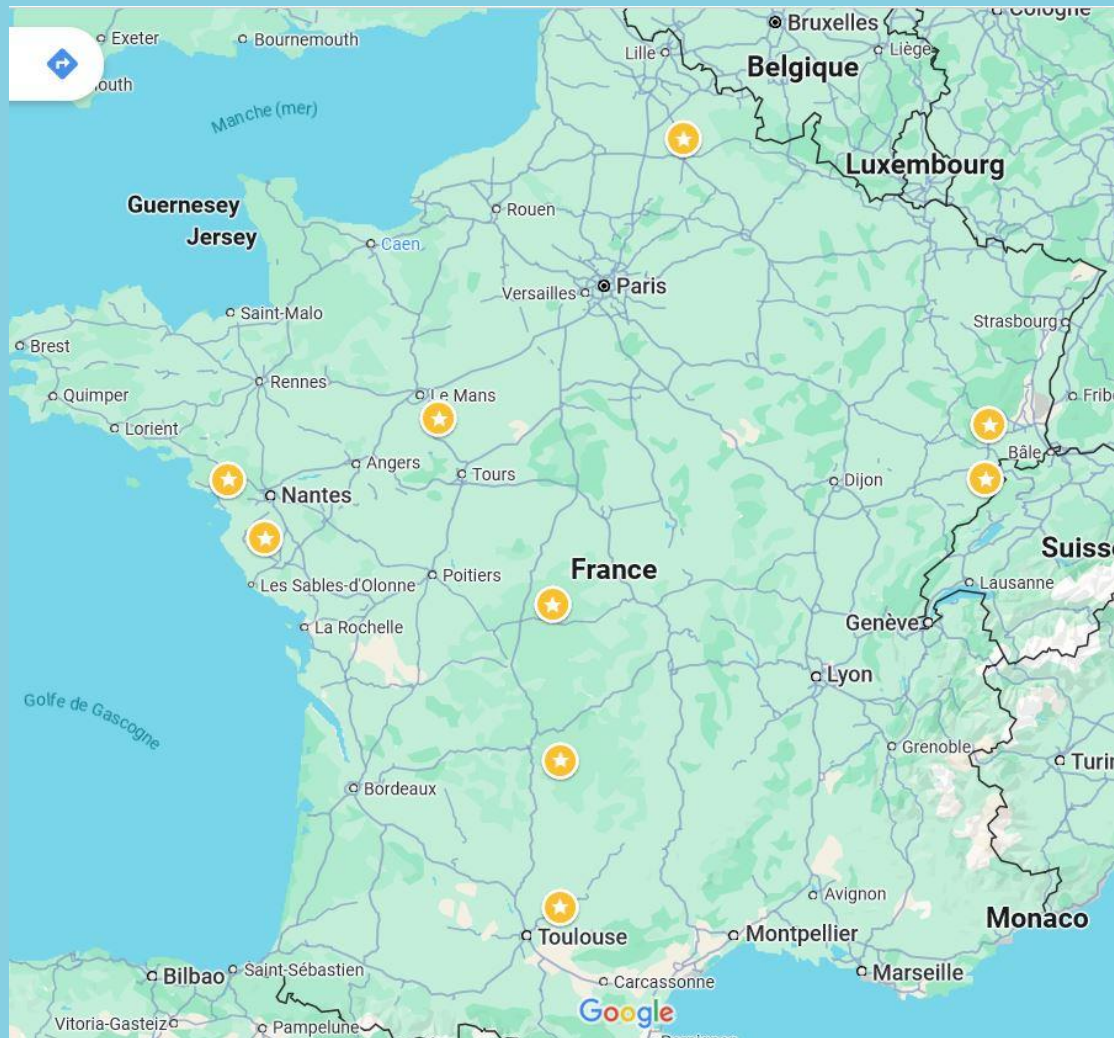 Cologne
Bruxelles
Exeter
Bournemouth
Lille
Liège
Belgique
outh
Manche (mer)
Luxembourg
Guernesey
Rouen
Jersey
Caen
Paris
Versailles
Saint-Malo
Strasbourg
Brest
Rennes
Quimper
Le Mans
Fribo
Lorient
Bâle
Angers
Tours
Dijon
Nantes
Suisse
France
Poitiers
Les Sables-d'Olonne
Lausanne
La Rochelle
Genève
Lyon
Golfe de Gascogne
Grenoble
Turin
Bordeaux
Avignon
Monaco
Toulouse
Montpellier
Saint-Sébastien
Bilbao
Marseille
Carcassonne
Google
Vitoria-Gasteiz
Pampelune